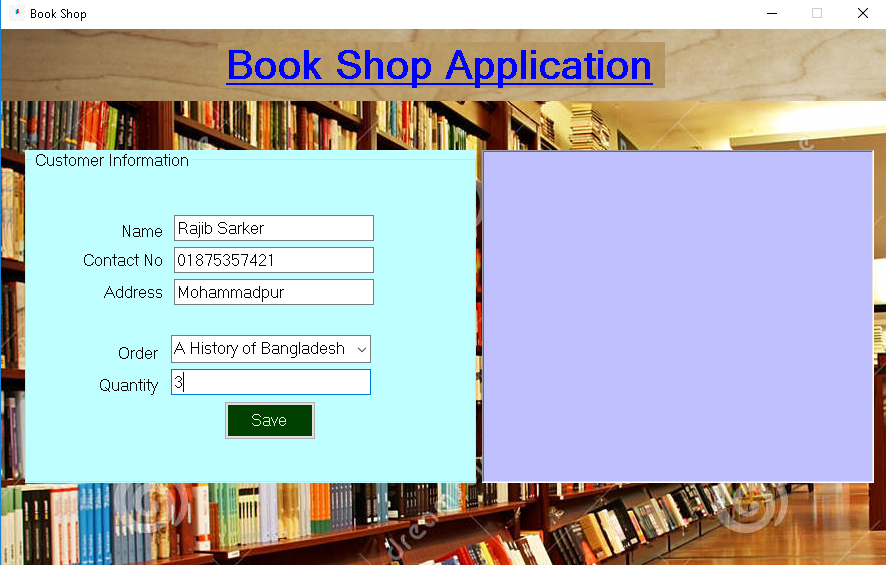 Book Shop
Book Shop Application
Customer Information
Name Rajib Sarker
Contact No 01875357421
Address Mohammadpur
Order A History of Bangladesh
Quantity 3
Save